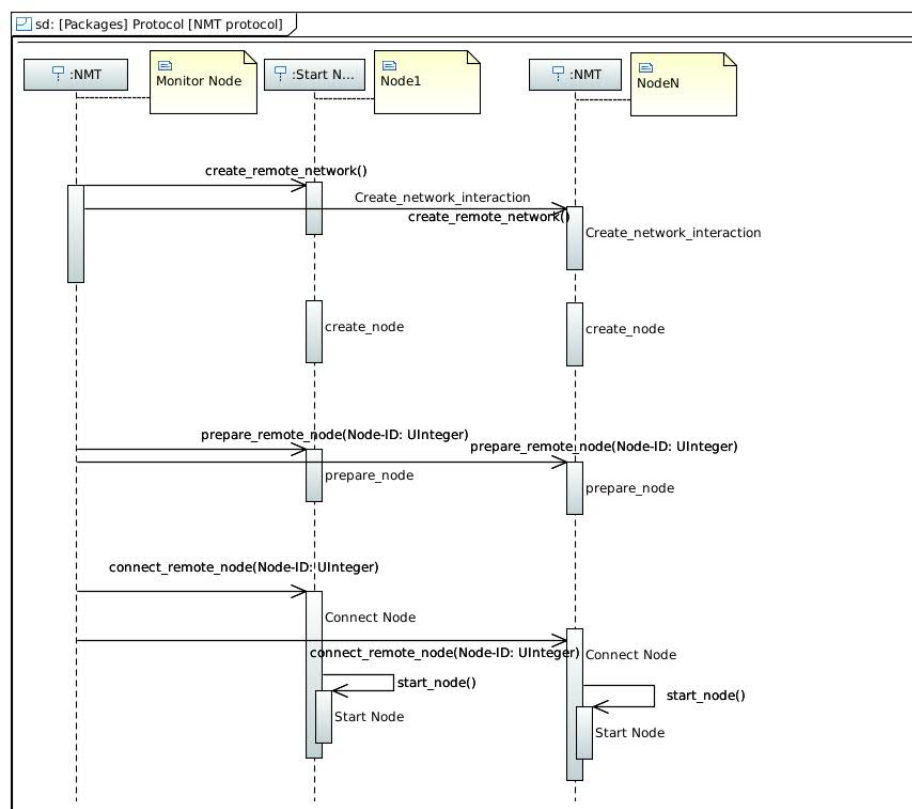 sd: [Packages] Protocol [NMT protocol]
:NMT
Monitor Node
:Start N...
Node1
:NMT
NodeN
create_remote_network()
Create_network_interaction
create_remote_network()
Create_network_interaction
create_node
create_node
prepare_remote_node(Node-ID: UInteger)
prepare_remote_node(Node-ID: UInteger)
prepare_node
prepare_node
connect_remote_node(Node-ID: UInteger)
Connect Node
connect_remote_node(Node-ID: UInteger)
Connect Node
start_node()
start_node()
Start Node
Start Node